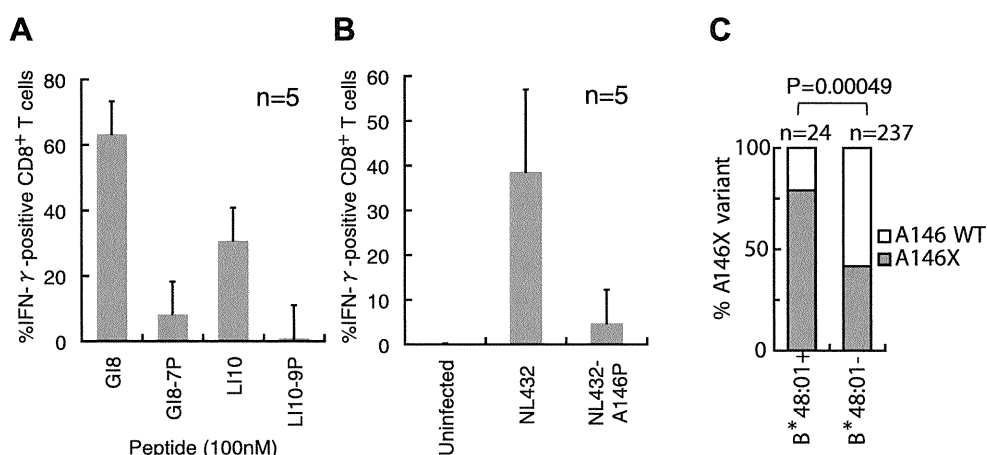 A
%IFN-γ-positive CD8+ T cells
80
60
40
20
0
n=5
GI8
GI8-7P
LI10
LI10-9P
Peptide (100nM)
B
%IFN-γ-positive CD8+ T cells
60
50
40
30
20
10
0
n=5
Uninfected
NL432
NL432-
A146P
C
P=0.00049
n=24
n=237
% A146X variant
100
50
0
A146 WT
A146X
B*48:01+
B*48:01-